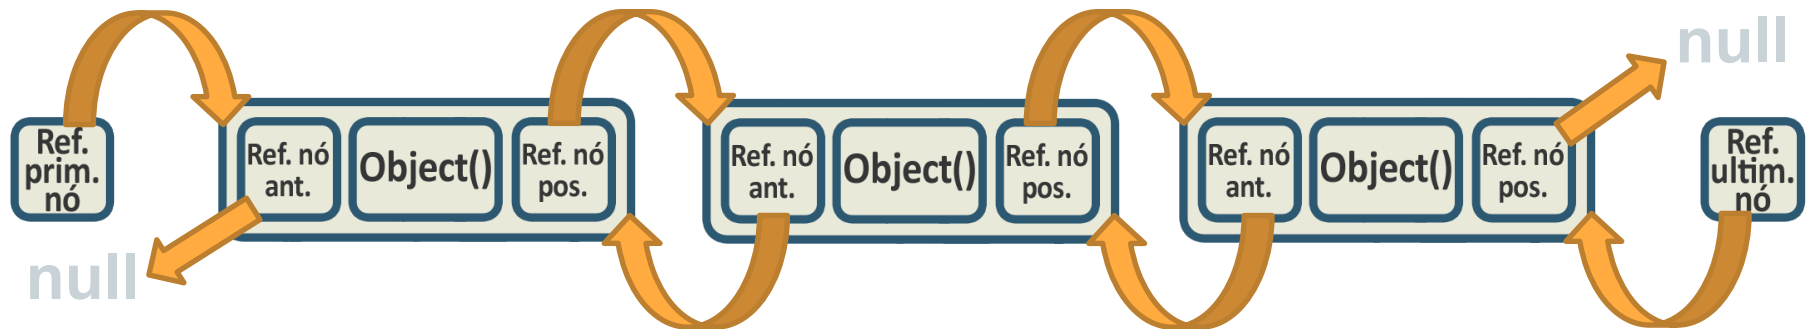 null
Ref.
prim.
nó
Ref. nó
ant.
Object()
Ref. nó
pos.
Ref. nó
ant.
Object()
Ref. nó
pos.
Ref. nó
ant.
Object()
Ref. nó
pos.
Ref.
ultim.
nó
null